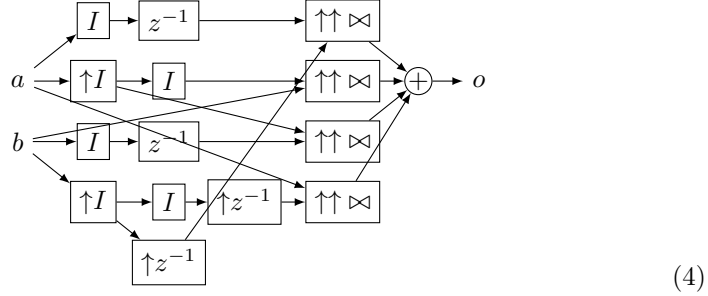 I z⁻¹ ↑↑ ⋈
a ↑I I ↑↑ ⋈ + o
b I z⁻¹ ↑↑ ⋈
↑I I ↑z⁻¹ ↑↑ ⋈
↑z⁻¹
(4)